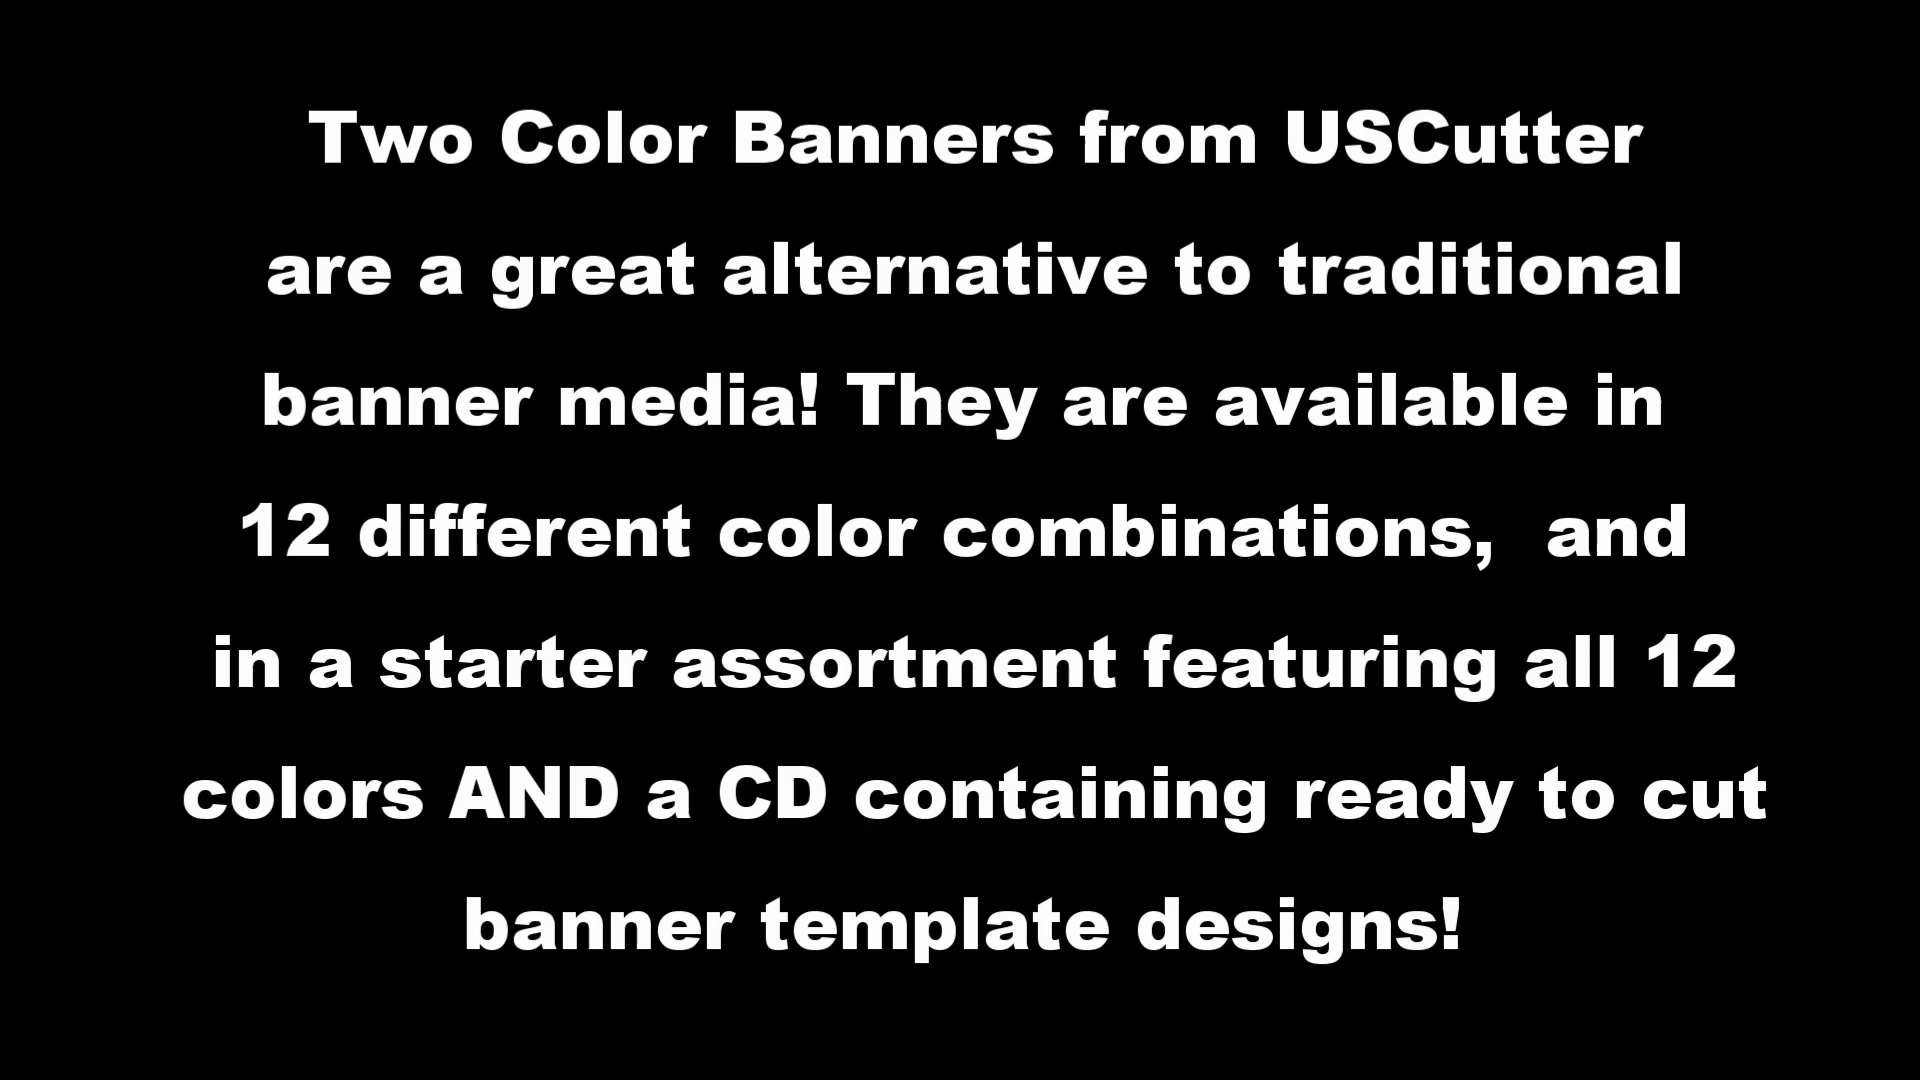 Two Color Banners from USCutter
are a great alternative to traditional
banner media! They are available in
12 different color combinations,  and
in a starter assortment featuring all 12
colors AND a CD containing ready to cut
banner template designs!